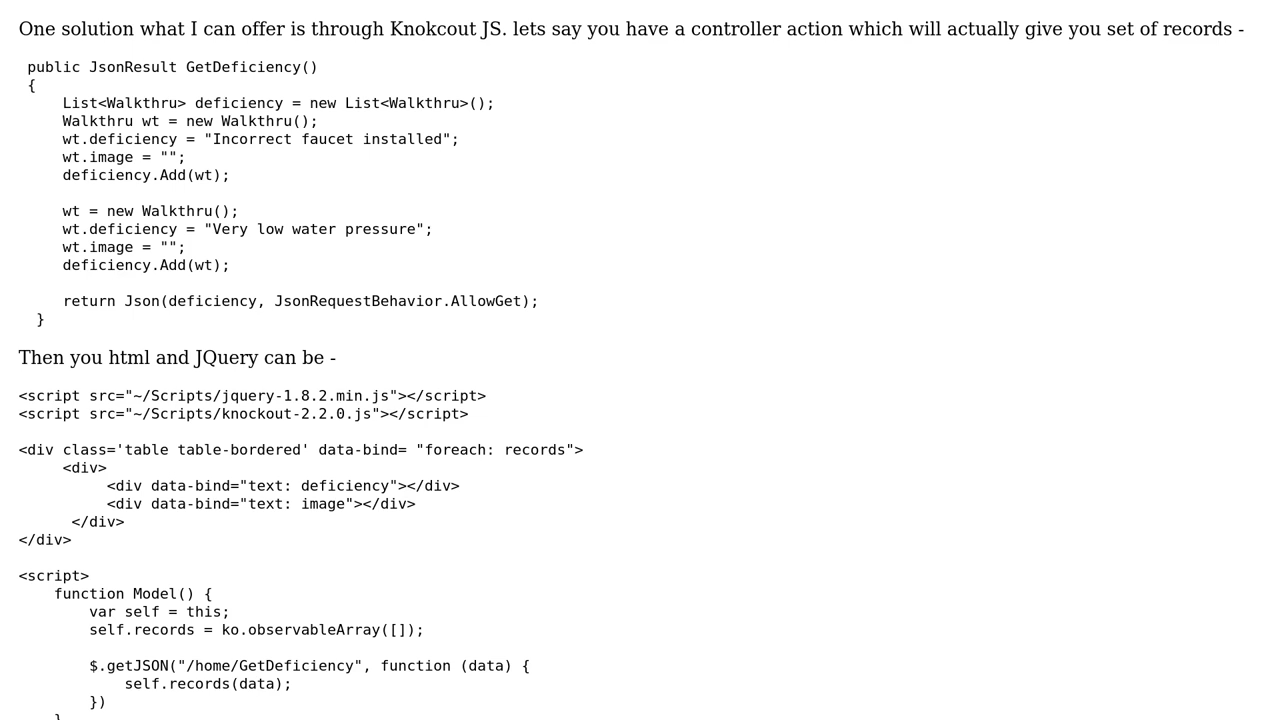 One solution what I can offer is through Knokcout JS. lets say you have a controller action which will actually give you set of records -
public JsonResult GetDeficiency()
{
List<Walkthru> deficiency = new List<Walkthru>();
Walkthru wt = new Walkthru();
wt.deficiency = "Incorrect faucet installed";
wt.image = "";
deficiency.Add(wt);
wt = new Walkthru();
wt.deficiency = "Very low water pressure";
wt.image = "";
deficiency.Add(wt);
return Json(deficiency, JsonRequestBehavior.AllowGet);
}
Then you html and JQuery can be -
<script src="~/Scripts/jquery-1.8.2.min.js"></script>
<script src="~/Scripts/knockout-2.2.0.js"></script>
<div class='table table-bordered' data-bind= "foreach: records">
<div>
<div data-bind="text: deficiency"></div>
<div data-bind="text: image"></div>
</div>
</div>
<script>
function Model() {
var self = this;
self.records = ko.observableArray([]);
$.getJSON("/home/GetDeficiency", function (data) {
self.records(data);
})
}